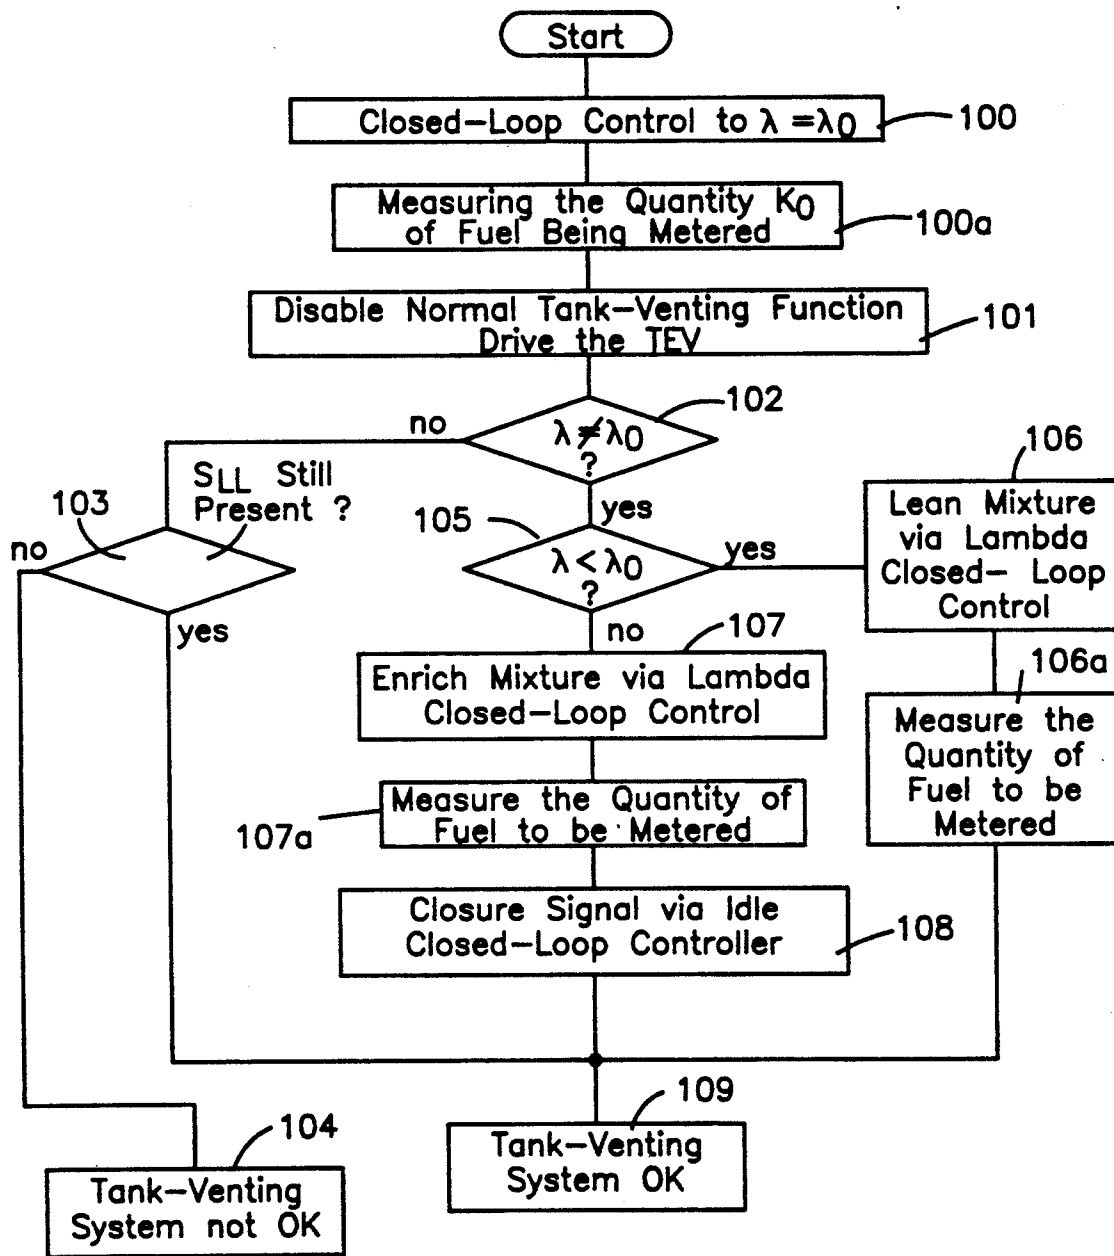 Start
Closed-Loop Control to λ = λ0
100
Measuring the Quantity K0
of Fuel Being Metered
100a
Disable Normal Tank-Venting Function
Drive the TEV
101
102
no
λ ≠ λ0
?
yes
SLL Still
Present ?
103
no
yes
105
λ < λ0
?
yes
no
106
Lean Mixture
via Lambda
Closed- Loop
Control
107
Enrich Mixture via Lambda
Closed-Loop Control
106a
Measure the
Quantity of
Fuel to be
Metered
107a
Measure the Quantity of
Fuel to be Metered
Closure Signal via Idle
Closed-Loop Controller
108
109
Tank-Venting
System OK
104
Tank-Venting
System not OK